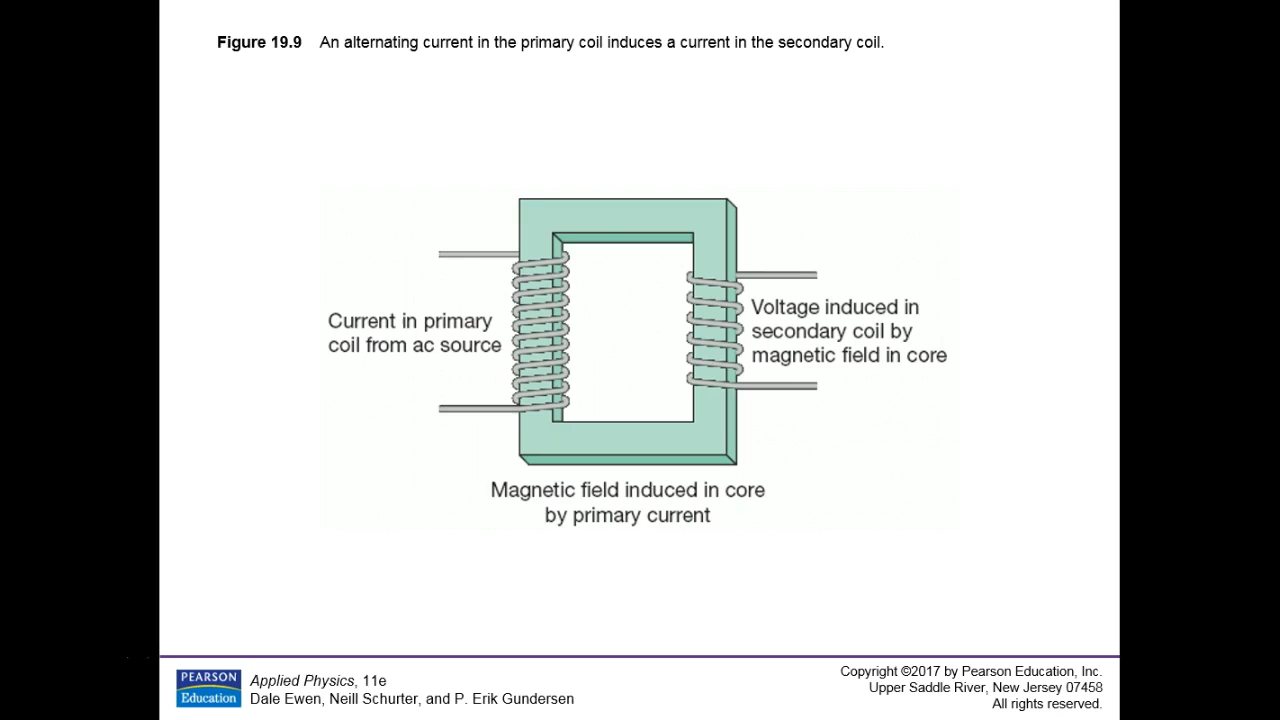 Figure 19.9 An alternating current in the primary coil induces a current in the secondary coil.
Current in primary
coil from ac source
Voltage induced in
secondary coil by
magnetic field in core
Magnetic field induced in core
by primary current
PEARSON
Education
Applied Physics, 11e
Dale Ewen, Neill Schurter, and P. Erik Gundersen
Copyright ©2017 by Pearson Education, Inc.
Upper Saddle River, New Jersey 07458
All rights reserved.